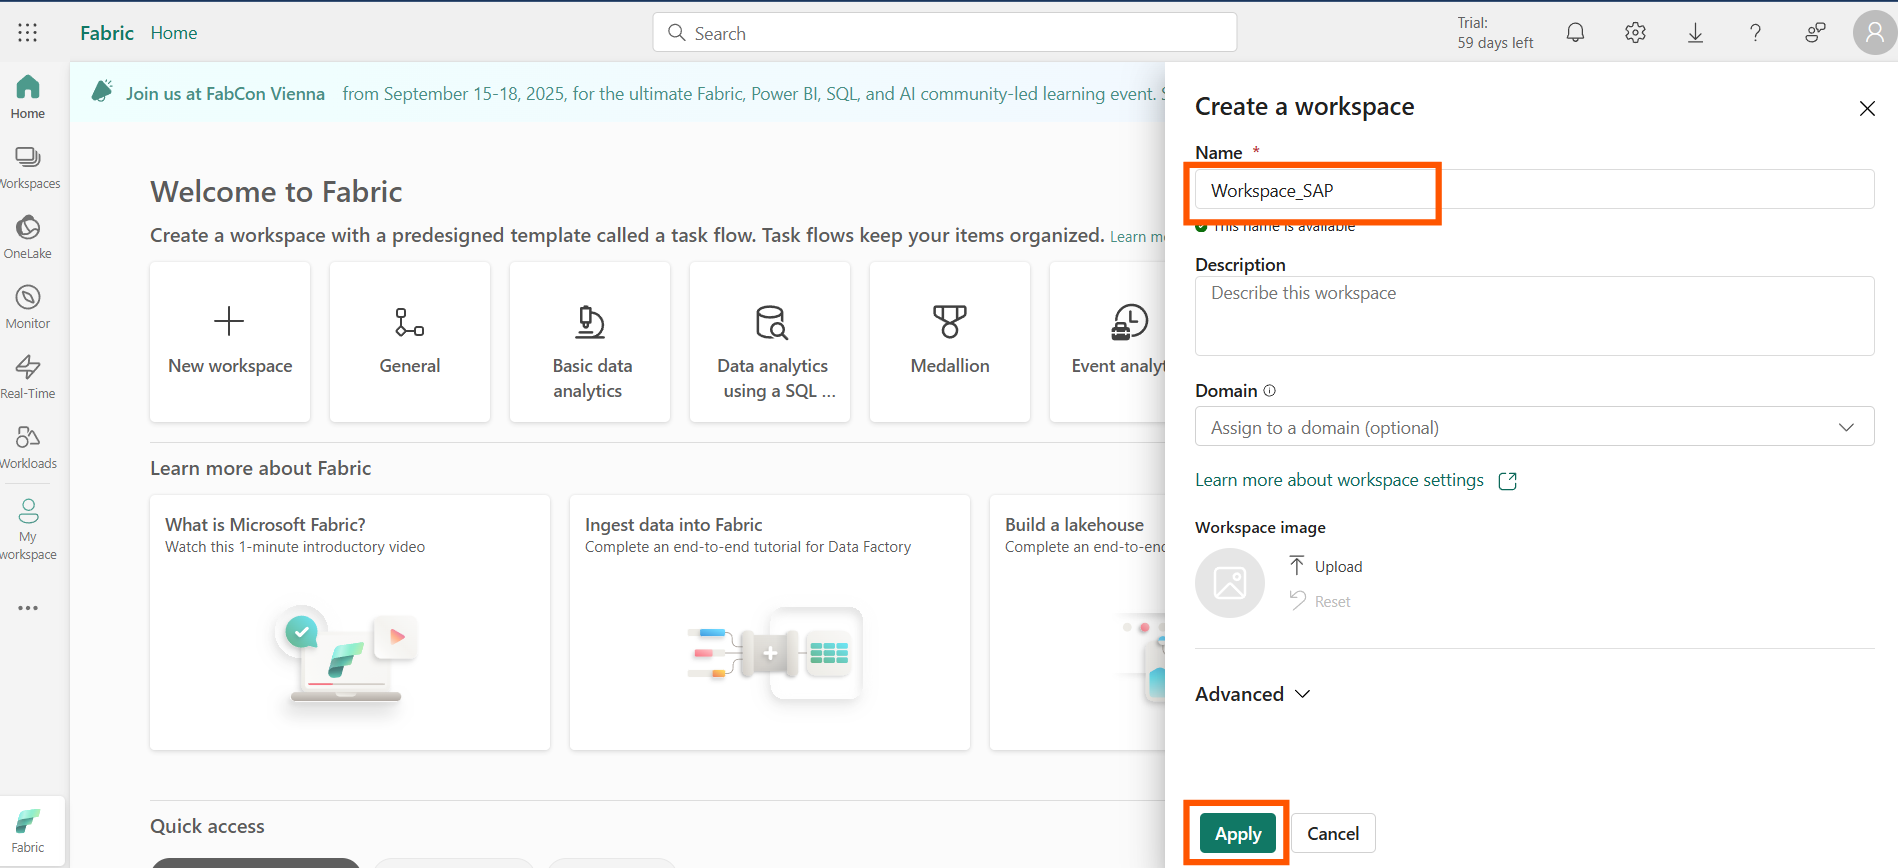 Fabric Home
Search
Trial:
59 days left
Home
Workspaces
OneLake
Monitor
Real-Time
Workloads
My
workspace
Fabric
Join us at FabCon Vienna from September 15-18, 2025, for the ultimate Fabric, Power BI, SQL, and AI community-led learning event. S
Welcome to Fabric
Create a workspace with a predesigned template called a task flow. Task flows keep your items organized. Learn mo
New workspace
General
Basic data
analytics
Data analytics
using a SQL ...
Medallion
Event analyt
Learn more about Fabric
What is Microsoft Fabric?
Watch this 1-minute introductory video
Ingest data into Fabric
Complete an end-to-end tutorial for Data Factory
Build a lakehouse
Complete an end-to-end
Quick access
Create a workspace
Name *
Workspace_SAP
This name is available
Description
Describe this workspace
Domain
Assign to a domain (optional)
Learn more about workspace settings
Workspace image
Upload
Reset
Advanced
Apply
Cancel